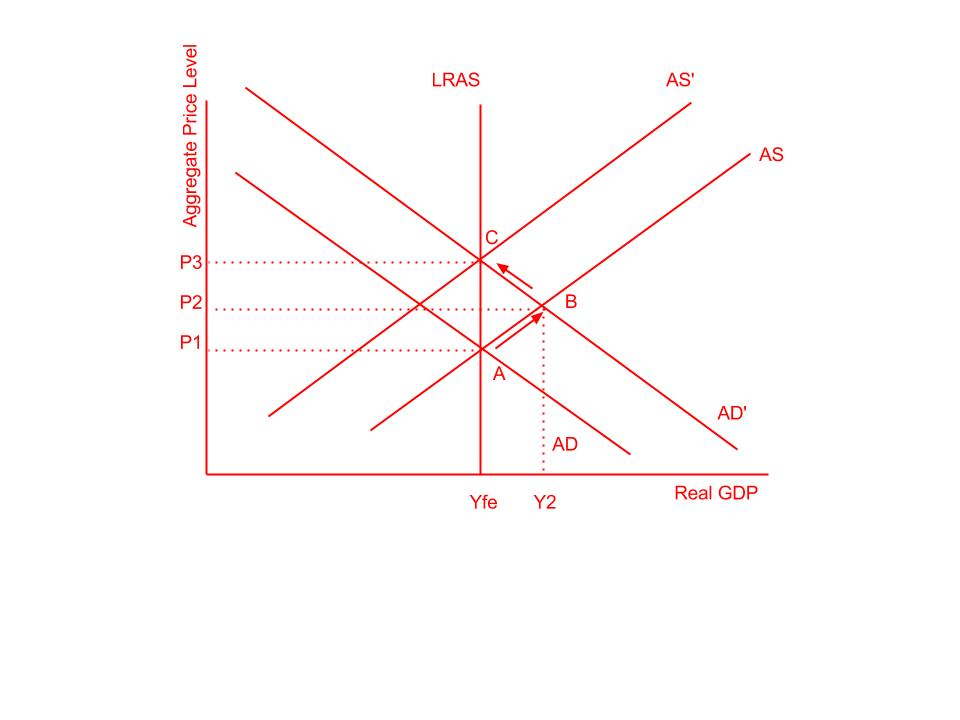 Aggregate Price Level
LRAS
AS'
AS
C
P3
P2
B
P1
A
AD'
AD
Real GDP
Yfe
Y2